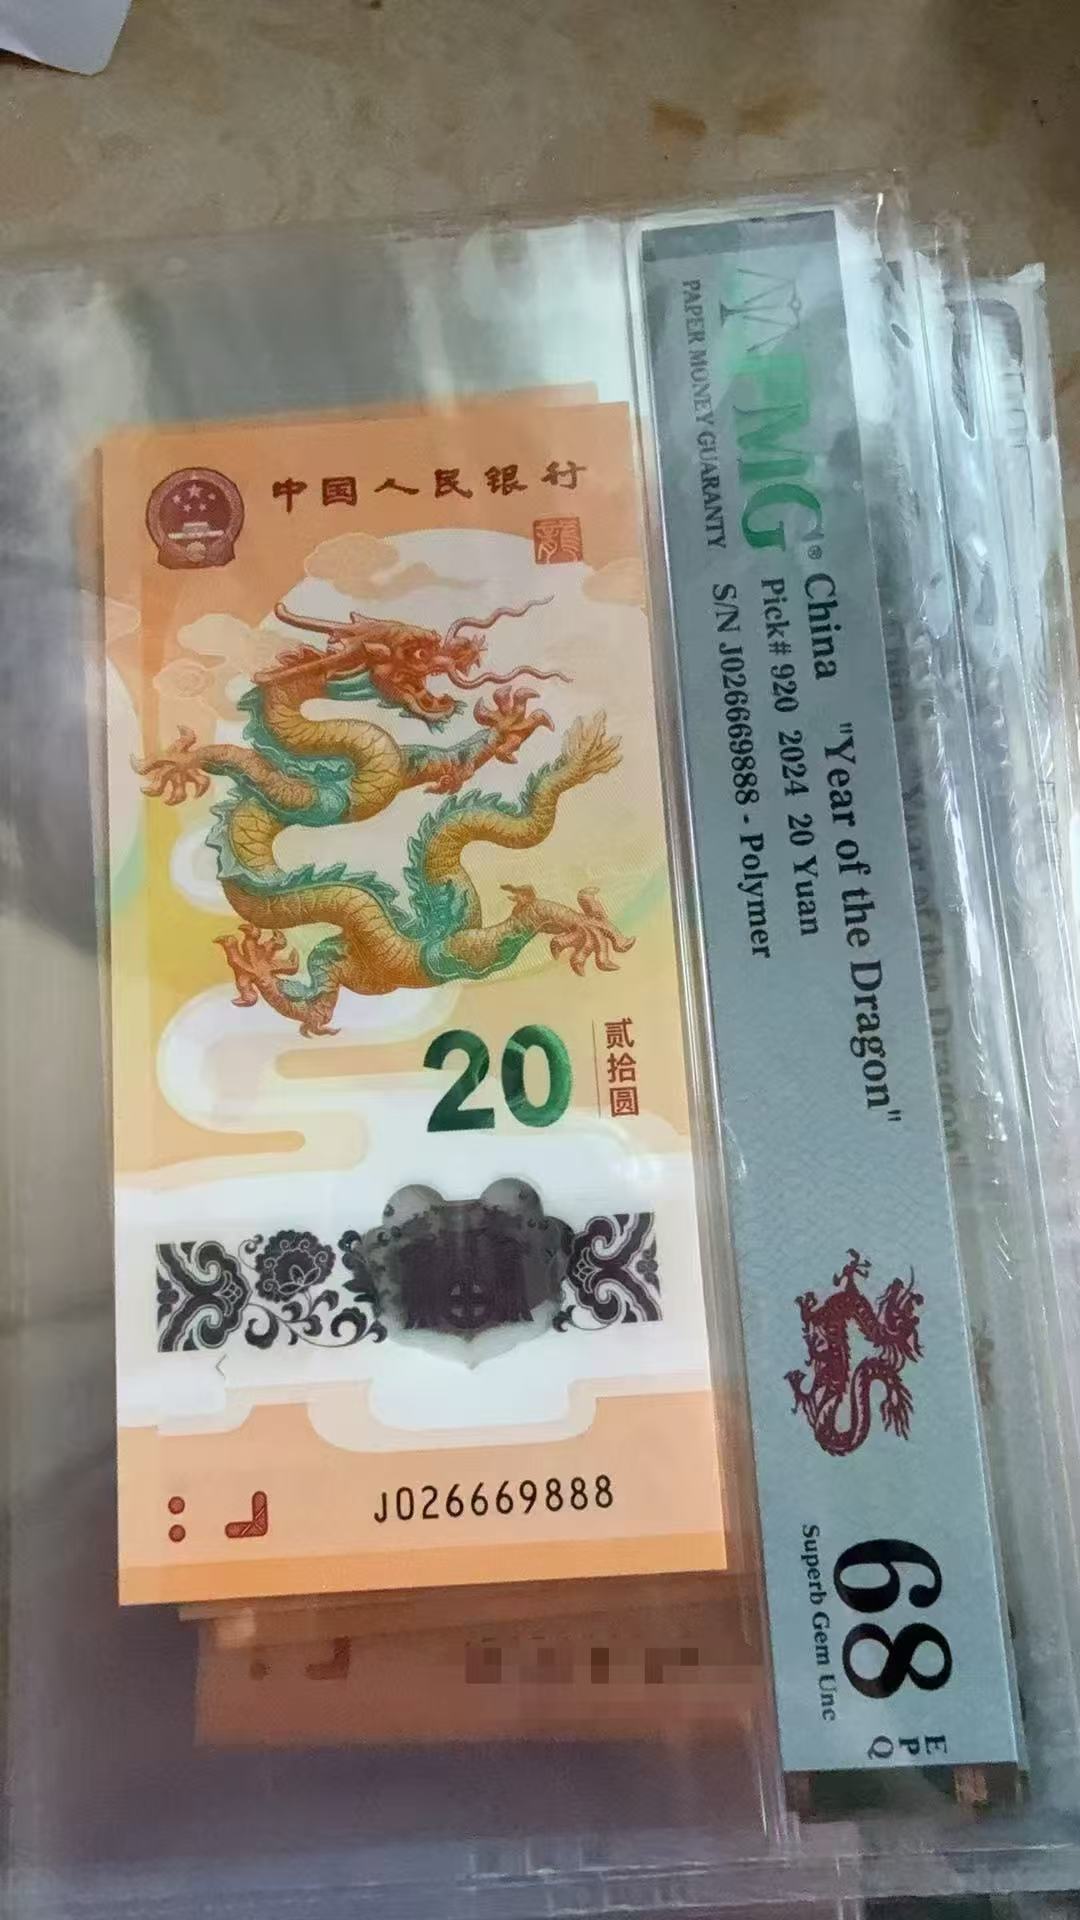 中国人民银行
龍
20
贰拾圆
J026669888
PMG®
PAPER MONEY GUARANTY
China "Year of the Dragon"
Pick# 920 2024 20 Yuan
S/N J026669888 - Polymer
68
EPQ
Superb Gem Unc